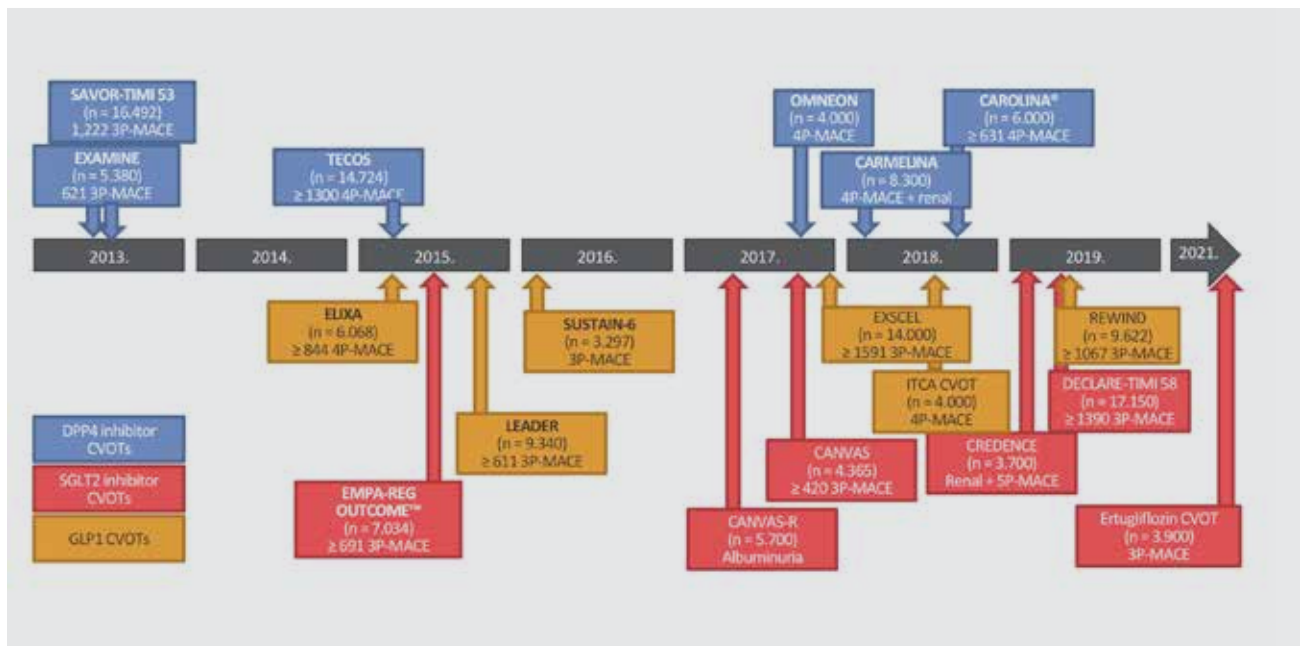 SAVOR-TIMI 53
(n = 16.492)
1,222 3P-MACE
EXAMINE
(n = 5.380)
621 3P-MACE
TECOS
(n = 14.724)
≥ 1300 4P-MACE
OMNEON
(n = 4.000)
4P-MACE
CARMELINA
(n = 8.300)
4P-MACE + renal
CAROLINA®
(n = 6.000)
≥ 631 4P-MACE
2013.
2014.
2015.
2016.
2017.
2018.
2019.
2021.
ELIXA
(n = 6.068)
≥ 844 4P-MACE
SUSTAIN-6
(n = 3.297)
3P-MACE
EXSCEL
(n = 14.000)
≥ 1591 3P-MACE
REWIND
(n = 9.622)
≥ 1067 3P-MACE
ITCA CVOT
(n = 4.000)
4P-MACE
DECLARE-TIMI 58
(n = 17.150)
≥ 1390 3P-MACE
LEADER
(n = 9.340)
≥ 611 3P-MACE
CANVAS
(n = 4.365)
≥ 420 3P-MACE
CREDENCE
(n = 3.700)
Renal + 5P-MACE
EMPA-REG
OUTCOME™
(n = 7.034)
≥ 691 3P-MACE
CANVAS-R
(n = 5.700)
Albuminuria
Ertugliflozin CVOT
(n = 3.900)
3P-MACE
DPP4 inhibitor
CVOTs
SGLT2 inhibitor
CVOTs
GLP1 CVOTs